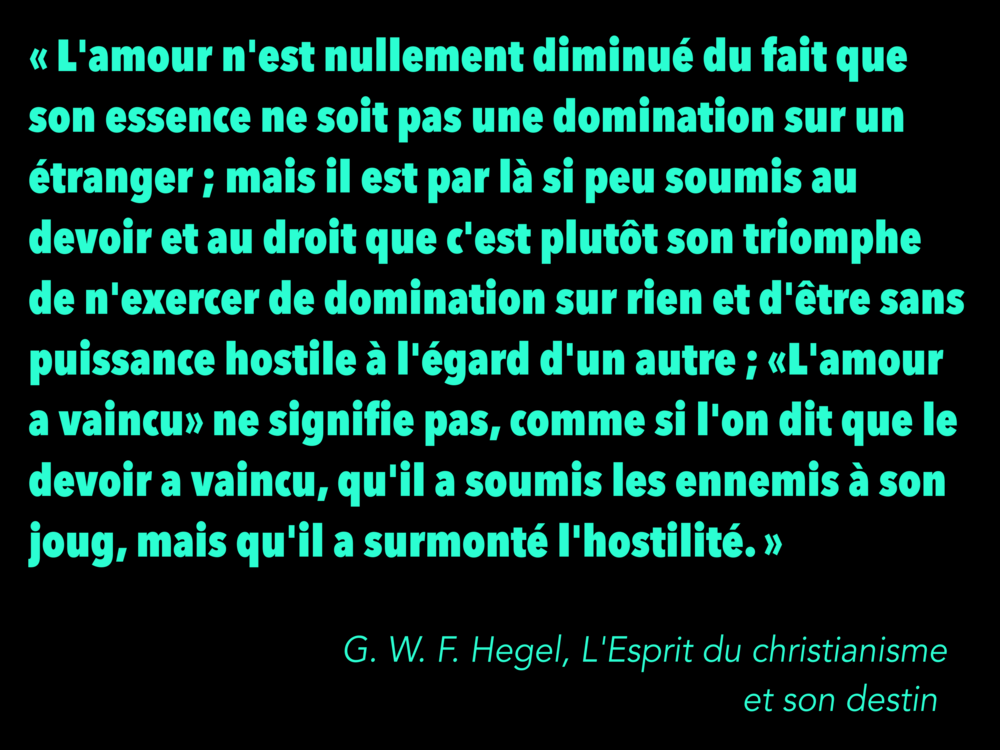 « L'amour n'est nullement diminué du fait que
son essence ne soit pas une domination sur un
étranger ; mais il est par là si peu soumis au
devoir et au droit que c'est plutôt son triomphe
de n'exercer de domination sur rien et d'être sans
puissance hostile à l'égard d'un autre ; «L'amour
a vaincu» ne signifie pas, comme si l'on dit que le
devoir a vaincu, qu'il a soumis les ennemis à son
joug, mais qu'il a surmonté l'hostilité. »
G. W. F. Hegel, L'Esprit du christianisme
et son destin